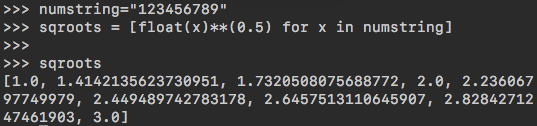 >>> numstring="123456789"
>>> sqroots = [float(x)**(0.5) for x in numstring]
>>>
>>> sqroots
[1.0, 1.4142135623730951, 1.7320508075688772, 2.0, 2.236067
97749979, 2.449489742783178, 2.6457513110645907, 2.82842712
47461903, 3.0]